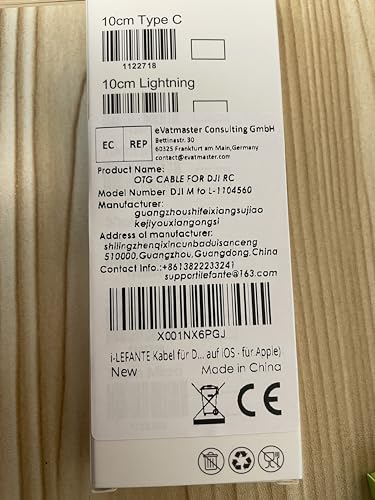 10cm Type C
1122718
10cm Lightning
EC REP
eVatmaster Consulting GmbH
Bettinastr. 30
60325 Frankfurt am Main,Germany
contact@evatmaster.com
Product Name:
OTG CABLE FOR DJI RC
Model Number DJI M to L-1104560
Manufacturer:
guangzhoushifeixiangsujiao
kejiyouxiangongsi
Address of manufacturer:
shilingzhenqixincunbaduisanceng
510000,Guangzhou,Guangdong,China
Contact Info.:+8613822233241
supportilefante@163.com
X001NX6PGJ
i-LEFANTE Kabel für D... auf iOS - für Apple)
New Made in China
CE